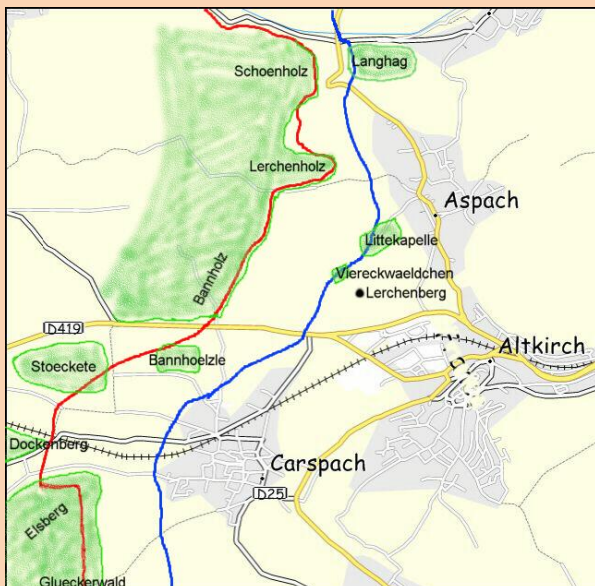 Schoenholz
Langhag
Lerchenholz
Aspach
Littekapelle
Viereckwaeldchen
Lerchenberg
Bannholz
D419
Stoeckete
Bannhoelzle
Altkirch
Dockenberg
Carspach
D25
Elsberg
Glueckerwald